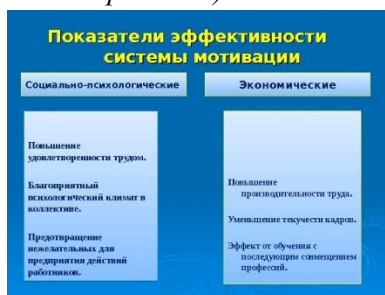 Показатели эффективности
системы мотивации
Социально-психологические
Экономические
Повышение
удовлетворенности трудом.
Благоприятный
психологический климат в
коллективе.
Предотвращение
нежелательных для
предприятия действий
работников.
Повышение
производительности труда.
Уменьшение текучести кадров.
Эффект от обучения с
последующим совмещением
профессий.